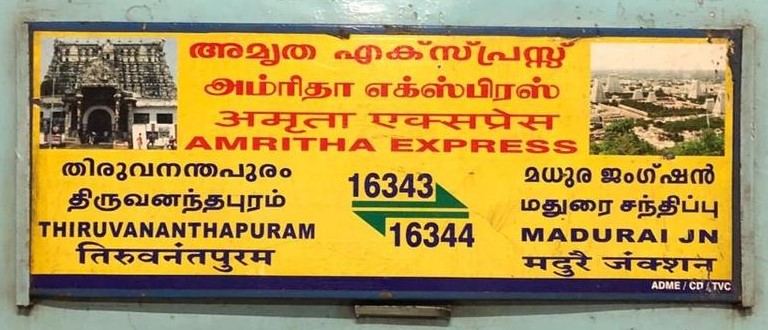 അമൃത എക്സ്പ്രസ്സ്
அம்ரிதா எக்ஸ்பிரஸ்
अमृता एक्सप्रेस
AMRITHA EXPRESS
തിരുവനന്തപുരം
திருவனந்தபுரம்
THIRUVANANTHAPURAM
तिरुवनंतपुरम
16343
16344
മധുര ജംഗ്ഷൻ
மதுரை சந்திப்பு
MADURAI JN
मदुरै जंक्शन
ADME / CD / TVC